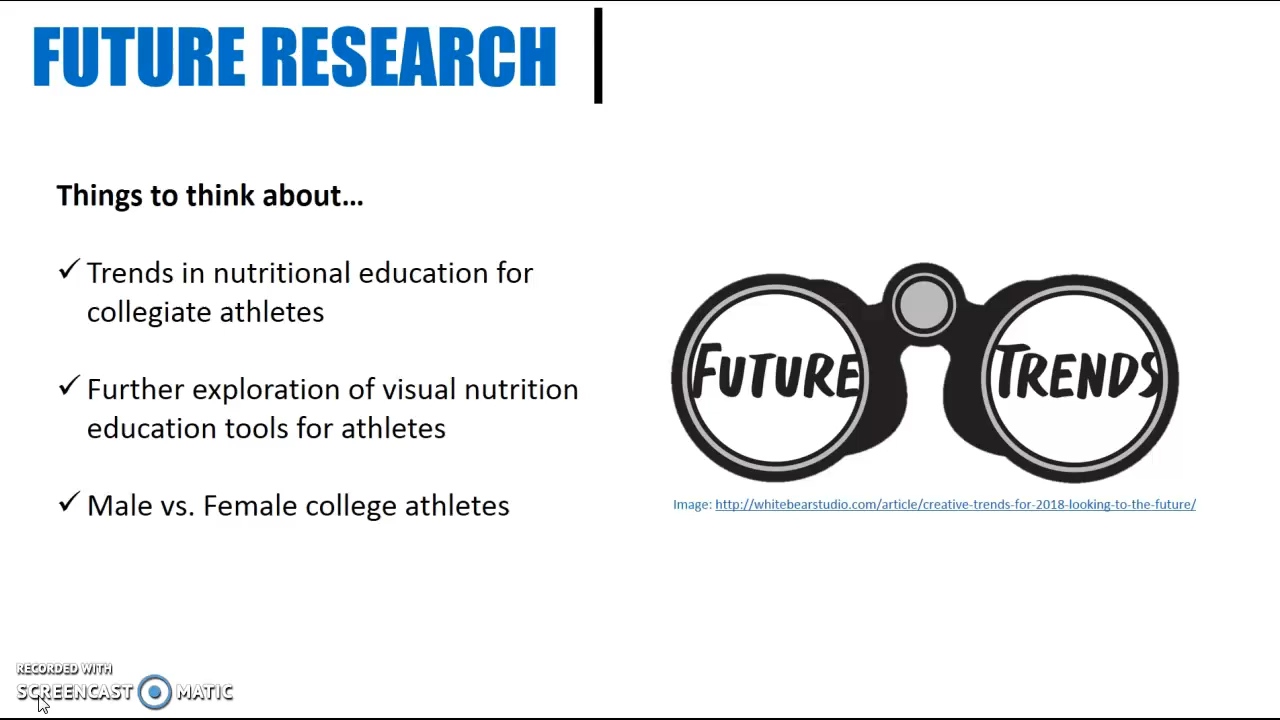 FUTURE RESEARCH
Things to think about...
✓ Trends in nutritional education for
collegiate athletes
✓ Further exploration of visual nutrition
education tools for athletes
✓ Male vs. Female college athletes
FUTURE TRENDS
Image: http://whitebearstudio.com/article/creative-trends-for-2018-looking-to-the-future/
RECORDED WITH
SCREENCAST MATIC